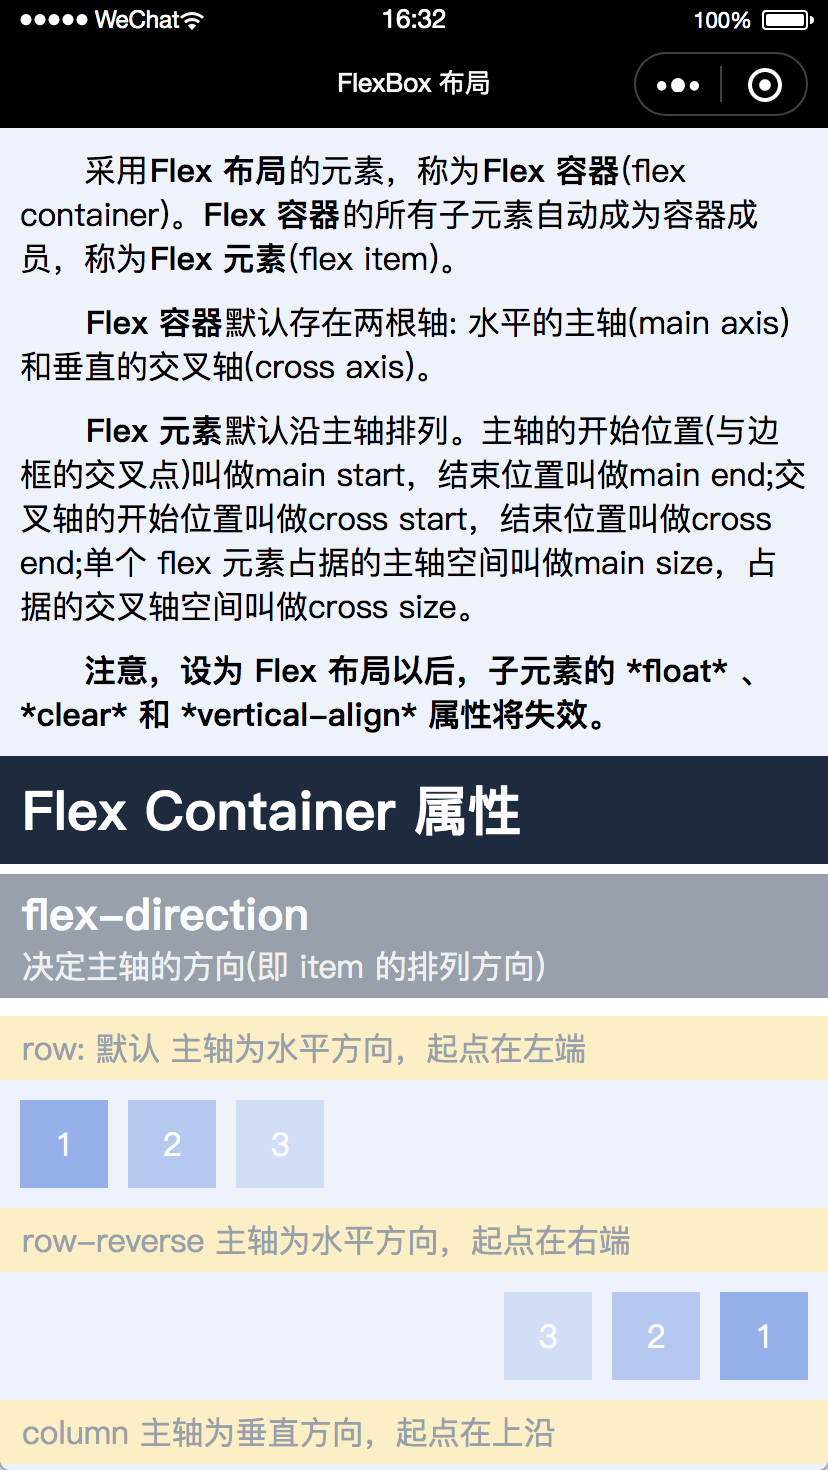 WeChat 16:32 100%
FlexBox 布局
采用Flex 布局的元素，称为Flex 容器(flex
container)。Flex 容器的所有子元素自动成为容器成
员，称为Flex 元素(flex item)。
Flex 容器默认存在两根轴: 水平的主轴(main axis)
和垂直的交叉轴(cross axis)。
Flex 元素默认沿主轴排列。主轴的开始位置(与边
框的交叉点)叫做main start，结束位置叫做main end;交
叉轴的开始位置叫做cross start，结束位置叫做cross
end;单个 flex 元素占据的主轴空间叫做main size，占
据的交叉轴空间叫做cross size。
注意，设为 Flex 布局以后，子元素的 *float* 、
*clear* 和 *vertical-align* 属性将失效。
Flex Container 属性
flex-direction
决定主轴的方向(即 item 的排列方向)
row: 默认 主轴为水平方向，起点在左端
1 2 3
row-reverse 主轴为水平方向，起点在右端
3 2 1
column 主轴为垂直方向，起点在上沿